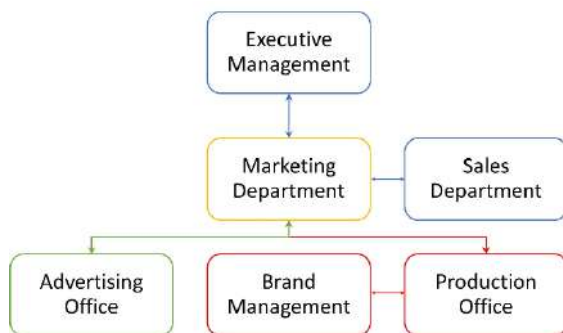 Executive
Management
Marketing
Department
Sales
Department
Advertising
Office
Brand
Management
Production
Office